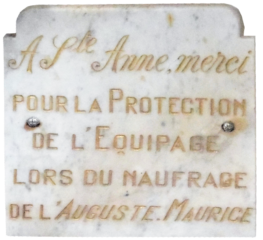 A Ste Anne, merci
POUR LA PROTECTION
DE L'EQUIPAGE
LORS DU NAUFRAGE
DE L'AUGUSTE-MAURICE